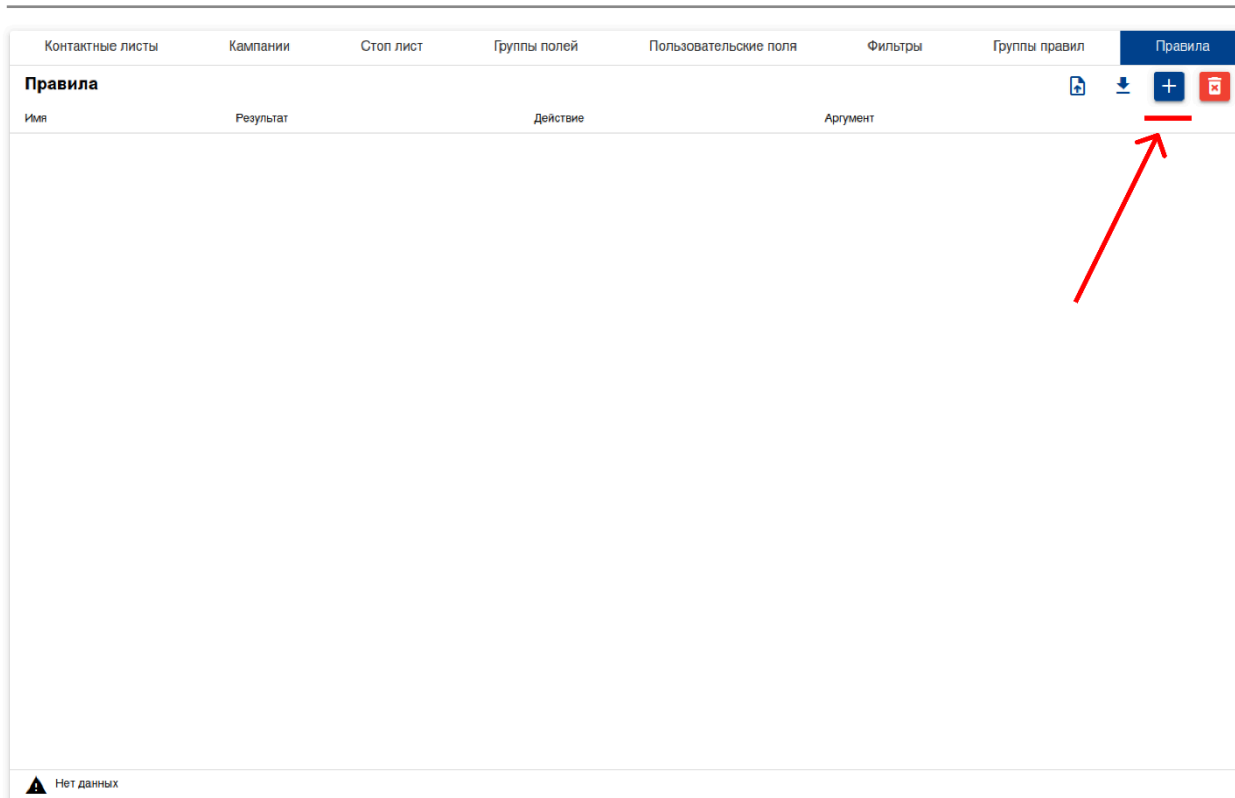 Контактные листы Кампании Стоп лист Группы полей Пользовательские поля Фильтры Группы правил Правила
Правила
Имя Результат Действие Аргумент
Нет данных